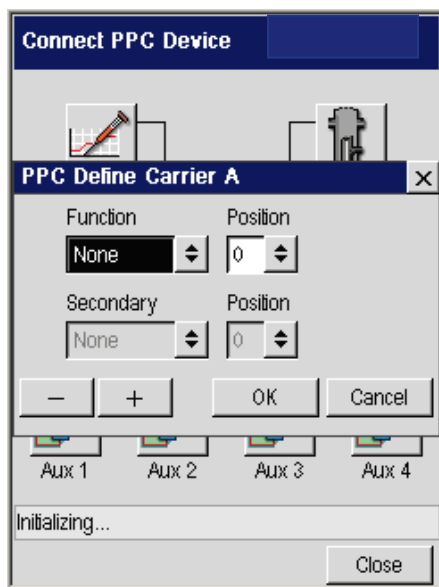 Connect PPC Device
PPC Define Carrier A
Function Position
None 0
Secondary Position
None 0
− + OK Cancel
Aux 1 Aux 2 Aux 3 Aux 4
Initializing...
Close